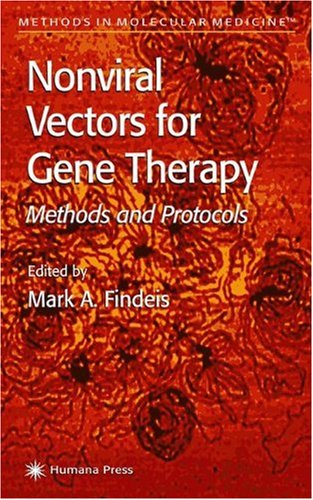 METHODS IN MOLECULAR MEDICINE™
Nonviral
Vectors for
Gene Therapy
Methods and Protocols
Edited by
Mark A. Findeis
Humana Press